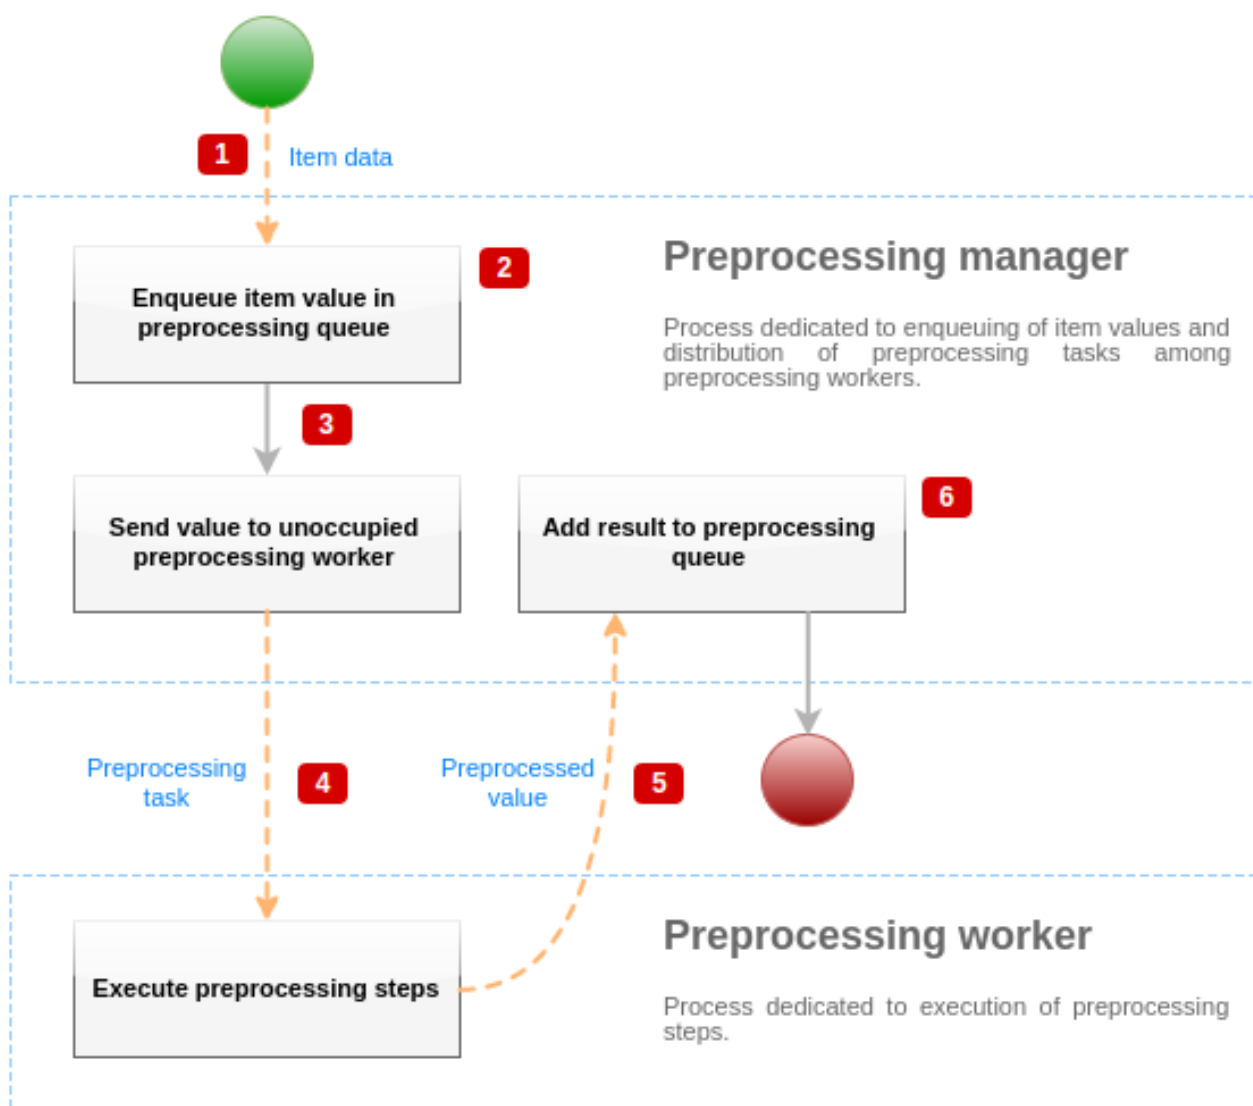 1
Item data
Enqueue item value in
preprocessing queue
2
Preprocessing manager
Process dedicated to enqueuing of item values and
distribution of preprocessing tasks among
preprocessing workers.
3
Send value to unoccupied
preprocessing worker
Add result to preprocessing
queue
6
Preprocessing
task
4
Preprocessed
value
5
Execute preprocessing steps
Preprocessing worker
Process dedicated to execution of preprocessing
steps.